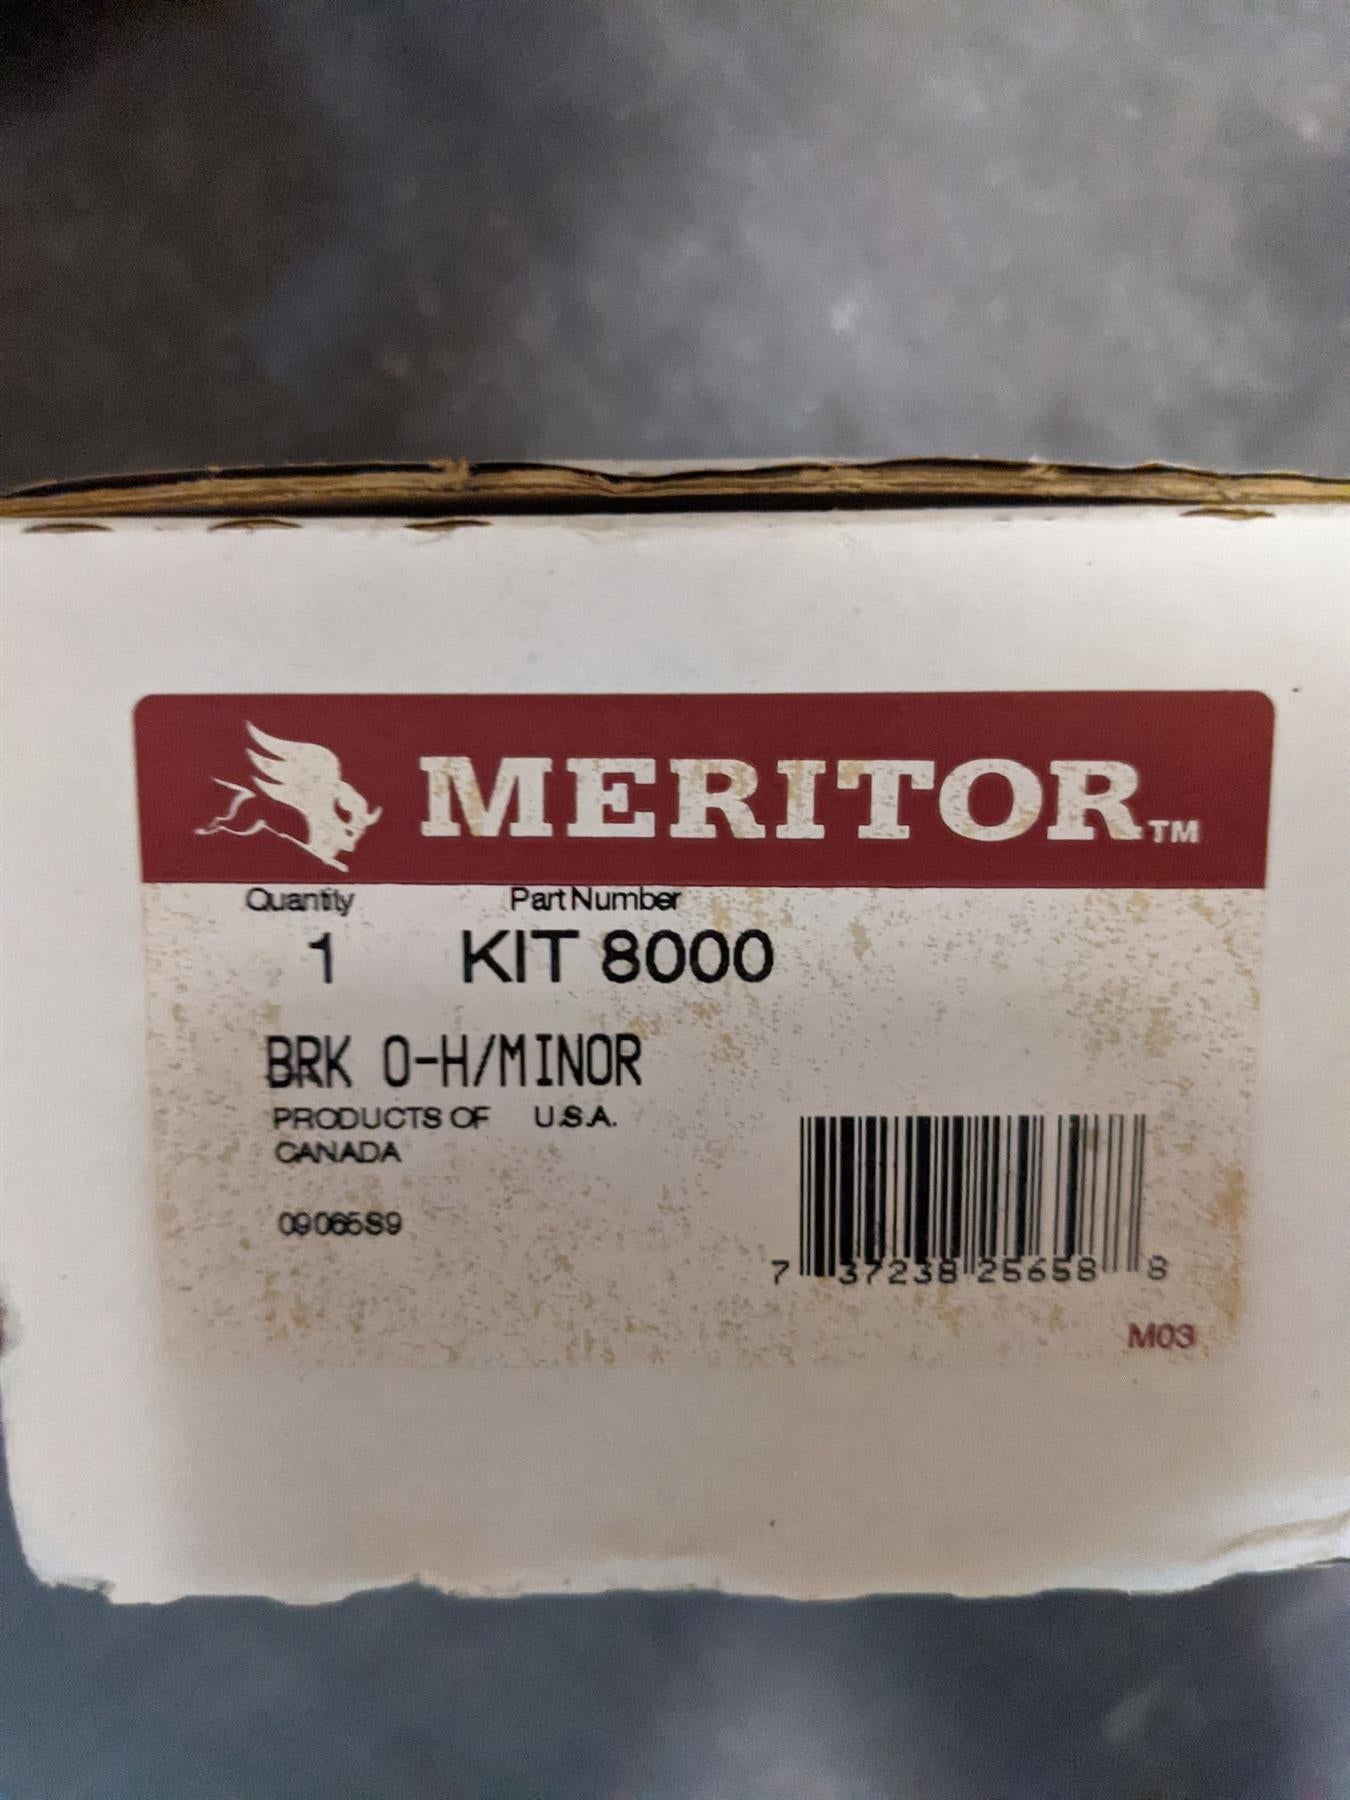 MERITOR™
Quantity Part Number
1 KIT 8000
BRK O-H/MINOR
PRODUCTS OF U.S.A.
CANADA
09065S9
7 37238 25658 8
M03